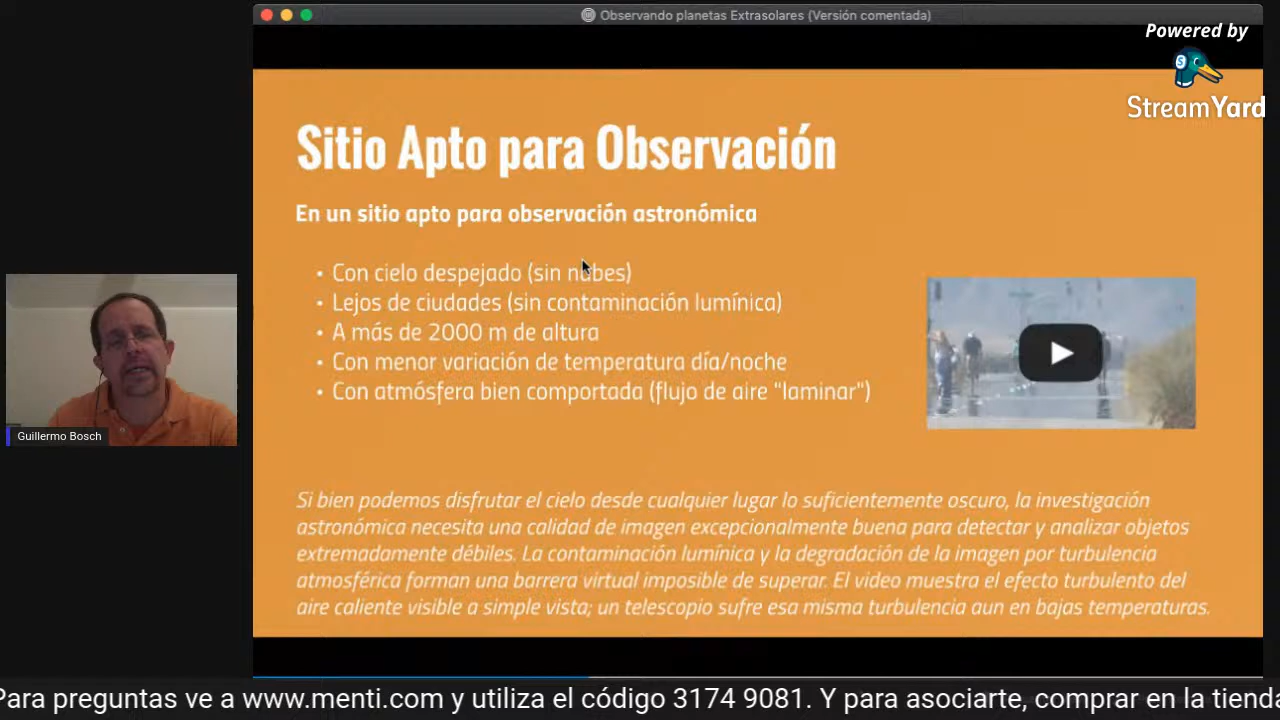 Observando planetas Extrasolares (Versión comentada)
Powered by
StreamYard
Sitio Apto para Observación
En un sitio apto para observación astronómica
• Con cielo despejado (sin nubes)
• Lejos de ciudades (sin contaminación lumínica)
• A más de 2000 m de altura
• Con menor variación de temperatura día/noche
• Con atmósfera bien comportada (flujo de aire "laminar")
Guillermo Bosch
Si bien podemos disfrutar el cielo desde cualquier lugar lo suficientemente oscuro, la investigación
astronómica necesita una calidad de imagen excepcionalmente buena para detectar y analizar objetos
extremadamente débiles. La contaminación lumínica y la degradación de la imagen por turbulencia
atmosférica forman una barrera virtual imposible de superar. El video muestra el efecto turbulento del
aire caliente visible a simple vista; un telescopio sufre esa misma turbulencia aun en bajas temperaturas.
Para preguntas ve a www.menti.com y utiliza el código 3174 9081. Y para asociarte, comprar en la tienda